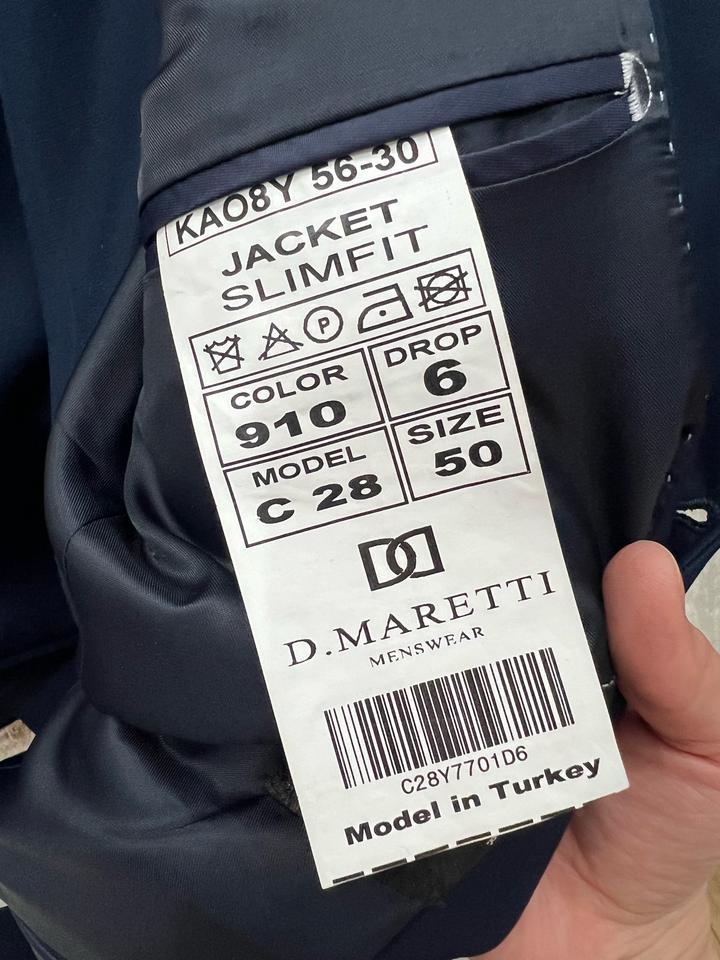 KAO8Y 56-30
JACKET
SLIMFIT
P
COLOR
910
DROP
6
MODEL
C 28
SIZE
50
D.MARETTI
MENSWEAR
C28Y7701D6
Model in Turkey